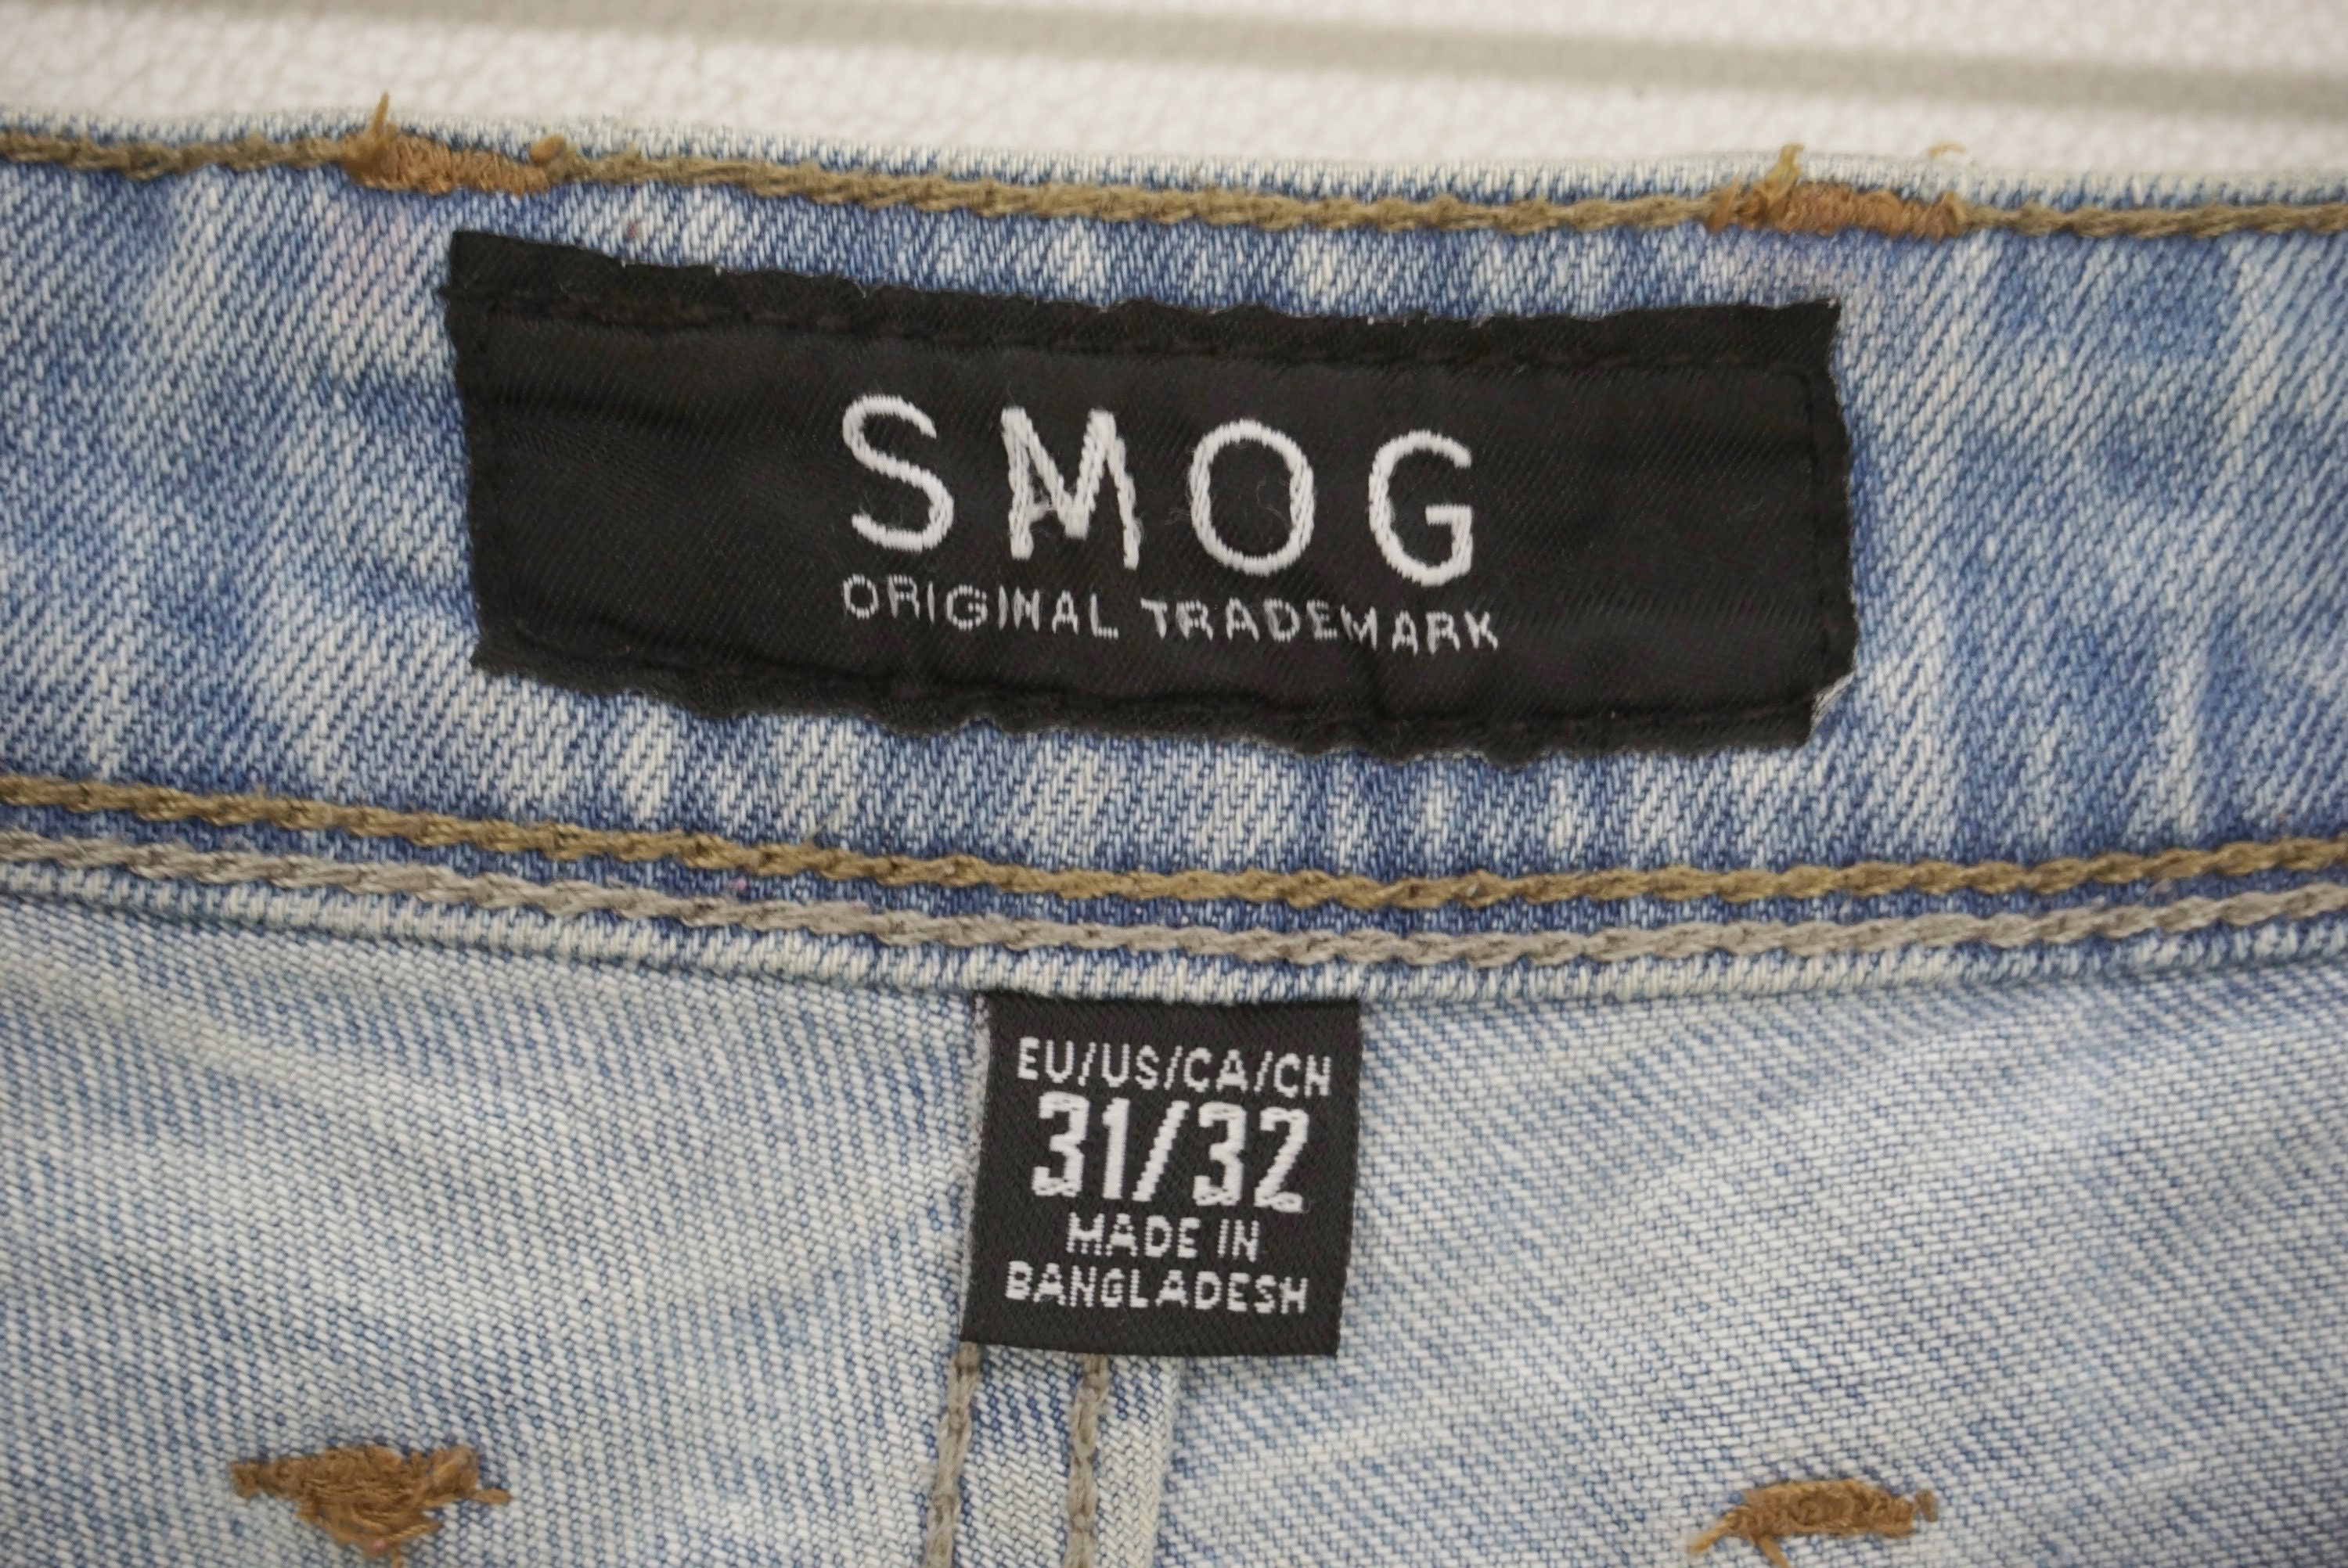 SMOG
ORIGINAL TRADEMARK
EU/US/CA/CN
31/32
MADE IN
BANGLADESH